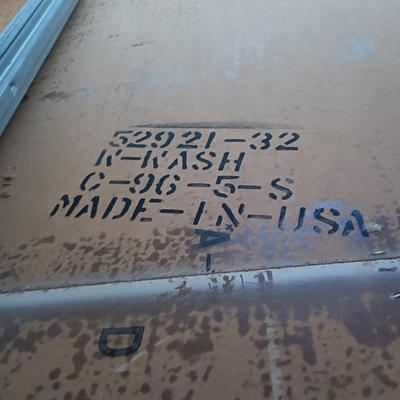 52921-32
K-KASH
C-96-5-S
MADE-IN-USA
A-
D